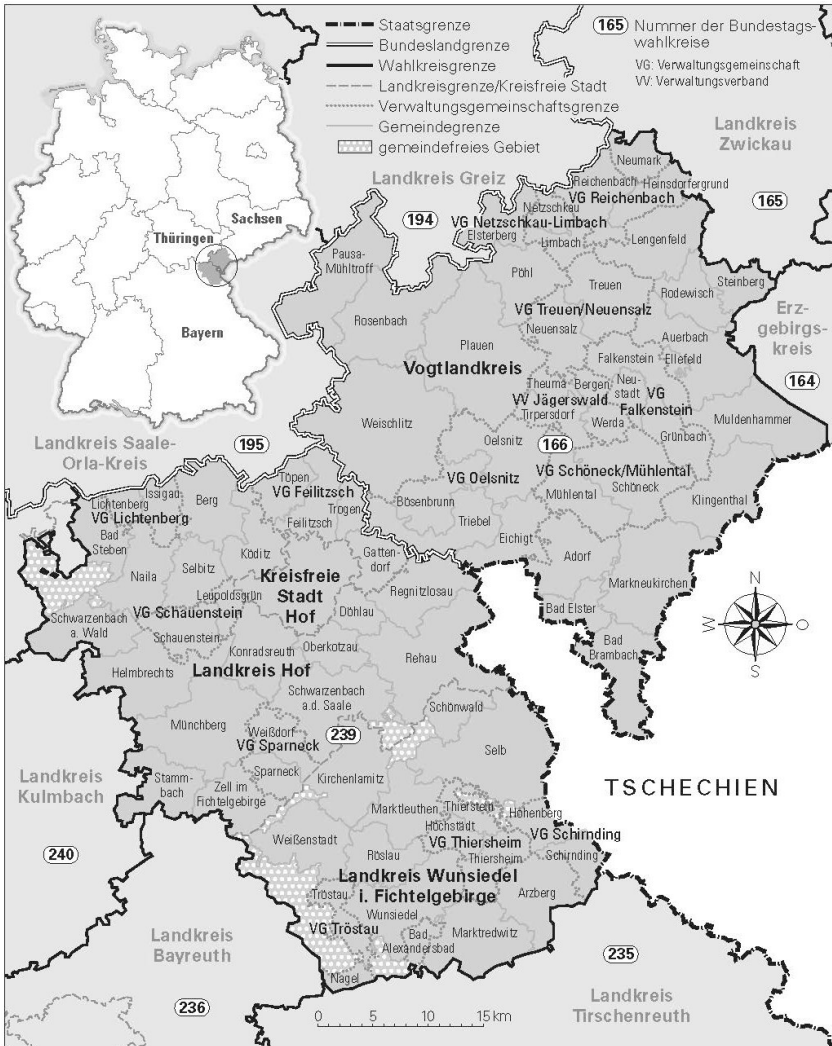 Staatsgrenze
Bundeslandgrenze
Wahlkreisgrenze
Landkreisgrenze/Kreisfreie Stadt
Verwaltungsgemeinschaftsgrenze
Gemeindegrenze
gemeindefreies Gebiet
165 Nummer der Bundestags-
wahlkreise
VG: Verwaltungsgemeinschaft
VV: Verwaltungsverband
Sachsen
Thüringen
Bayern
Landkreis
Zwickau
165
Landkreis Greiz
194
Neumark
Reichenbach
Heinsdorfergrund
VG Reichenbach
Netzschkau
VG Netzschkau-Limbach
Elsterberg
Limbach
Lengenfeld
Pausa-
Mühltroff
Pöhl
Treuen
Steinberg
Rodewisch
Erz-
gebirgs-
kreis
164
Rosenbach
VG Treuen/Neuensalz
Neuensalz
Plauen
Auerbach
Falkenstein
Ellefeld
Vogtlandkreis
Theuma
Bergen
Neu-
stadt
VG
Falkenstein
VV Jägerswald
Tirpersdorf
Werda
Muldenhammer
Weischlitz
Grünbach
Oelsnitz
166
VG Oelsnitz
VG Schöneck/Mühlental
Schöneck
Mühlental
Klingenthal
Bösenbrunn
Triebel
Eichigt
Adorf
Markneukirchen
Bad Elster
Bad
Brambach
Landkreis Saale-
Orla-Kreis
195
Lichtenberg
Issigau
VG Lichtenberg
Bad
Steben
Berg
Töpen
VG Feilitzsch
Trogen
Feilitzsch
Köditz
Gatten-
dorf
Naila
Selbitz
Kreisfreie
Stadt
Hof
Regnitzlosau
Leupoldsgrün
Döhlau
VG Schauenstein
Schwarzenbach
a. Wald
Schauenstein
Konradsreuth
Oberkotzau
Rehau
Helmbrechts
Landkreis Hof
Schwarzenbach
a.d. Saale
Schönwald
Münchberg
Weißdorf
239
VG Sparneck
Selb
Sparneck
Stamm-
bach
Zell im
Fichtelgebirge
Kirchenlamitz
Landkreis
Kulmbach
240
TSCHECHIEN
N
O
S
W
Marktleuthen
Thierstein
Hohenberg
Höchstädt
VG Schirnding
Weißenstadt
VG Thiersheim
Röslau
Thiersheim
Schirnding
Landkreis Wunsiedel
i. Fichtelgebirge
Arzberg
Tröstau
Wunsiedel
VG Tröstau
Bad
Alexandersbad
Marktredwitz
Nagel
Landkreis
Bayreuth
236
235
Landkreis
Tirschenreuth
0 5 10 15 km